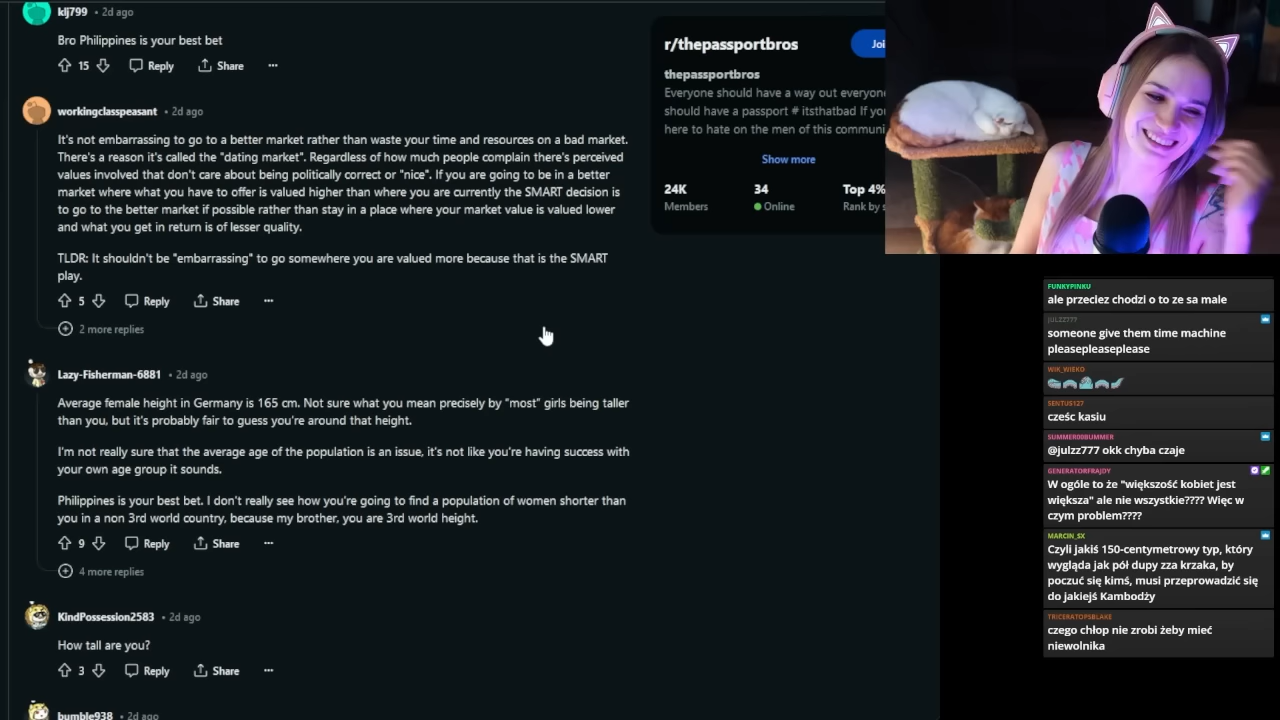 klj799 • 2d ago
Bro Philippines is your best bet
15 Reply Share
workingclasspeasant • 2d ago
It's not embarrassing to go to a better market rather than waste your time and resources on a bad market.
There's a reason it's called the "dating market". Regardless of how much people complain there's perceived
values involved that don't care about being politically correct or "nice". If you are going to be in a better
market where what you have to offer is valued higher than where you are currently the SMART decision is
to go to the better market if possible rather than stay in a place where your market value is valued lower
and what you get in return is of lesser quality.
TLDR: It shouldn't be "embarrassing" to go somewhere you are valued more because that is the SMART
play.
5 Reply Share
2 more replies
Lazy-Fisherman-6881 • 2d ago
Average female height in Germany is 165 cm. Not sure what you mean precisely by "most" girls being taller
than you, but it's probably fair to guess you're around that height.
I'm not really sure that the average age of the population is an issue, it's not like you're having success with
your own age group it sounds.
Philippines is your best bet. I don't really see how you're going to find a population of women shorter than
you in a non 3rd world country, because my brother, you are 3rd world height.
9 Reply Share
4 more replies
KindPossession2583 • 2d ago
How tall are you?
3 Reply Share
bumble938 • 2d ago
r/thepassportbros
Joi
thepassportbros
Everyone should have a way out everyone
should have a passport # itsthatbad If you
here to hate on the men of this communi
Show more
24K 34 Top 4%
Members Online Rank by s
FUNKYPINKU
ale przeciez chodzi o to ze sa male
JULZZ777
someone give them time machine
pleasepleaseplease
WIK_WIEKO
SENTUS127
cześc kasiu
SUMMER00BUMMER
@julzz777 okk chyba czaje
GENERATORFRAJDY
W ogóle to że "większość kobiet jest
większa" ale nie wszystkie???? Więc w
czym problem????
MARCIN_SX
Czyli jakiś 150-centymetrowy typ, który
wygląda jak pół dupy zza krzaka, by
poczuć się kimś, musi przeprowadzić się
do jakiejś Kambodży
TRICERATOPSBLAKE
czego chłop nie zrobi żeby mieć
niewolnika